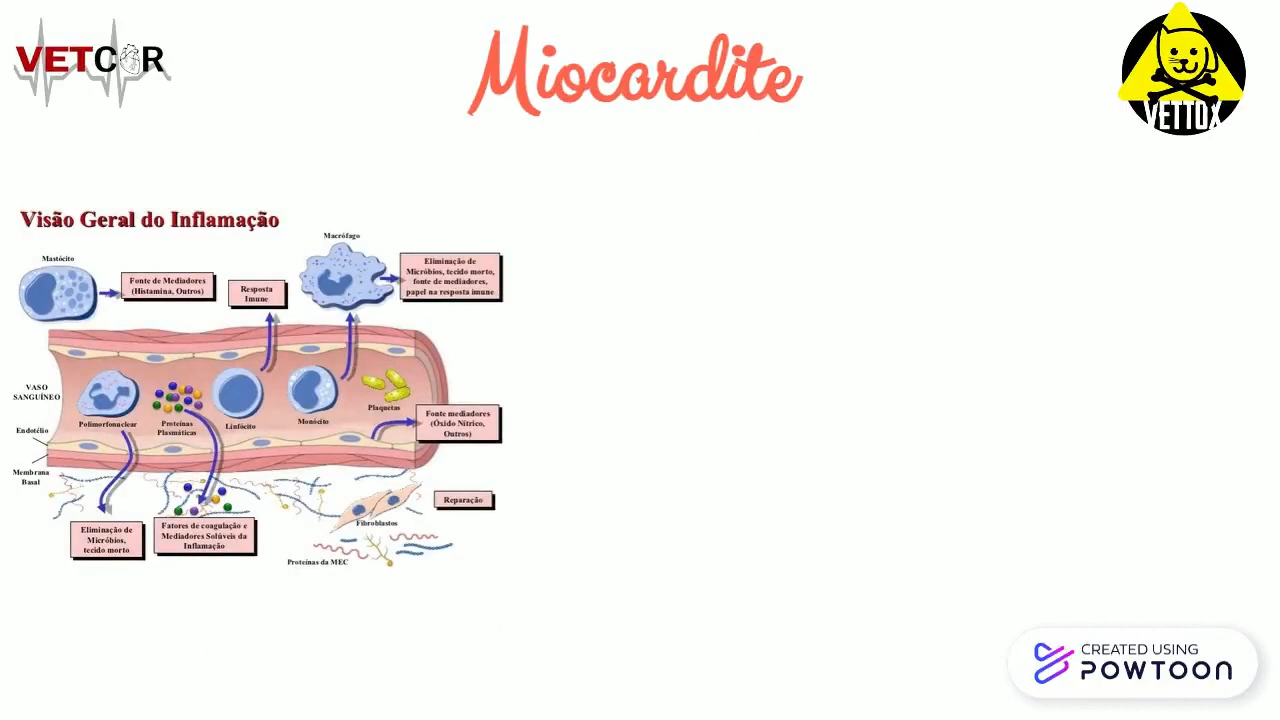 VETCOR
Miocardite
VETTOX
Visão Geral do Inflamação
Macrófago
Mastócito
Fonte de Mediadores
(Histamina, Outros)
Resposta
Imune
Eliminação de
Micróbios, tecido morto,
fonte de mediadores,
papel na resposta imune
VASO
SANGUÍNEO
Polimorfonuclear
Proteínas
Plasmáticas
Linfócito
Monócito
Plaquetas
Fonte mediadores
(Óxido Nítrico,
Outros)
Endotélio
Membrana
Basal
Eliminação de
Micróbios,
tecido morto
Fatores de coagulação e
Mediadores Solúveis da
Inflamação
Fibroblastos
Reparação
Proteínas da MEC
CREATED USING
POWTOON